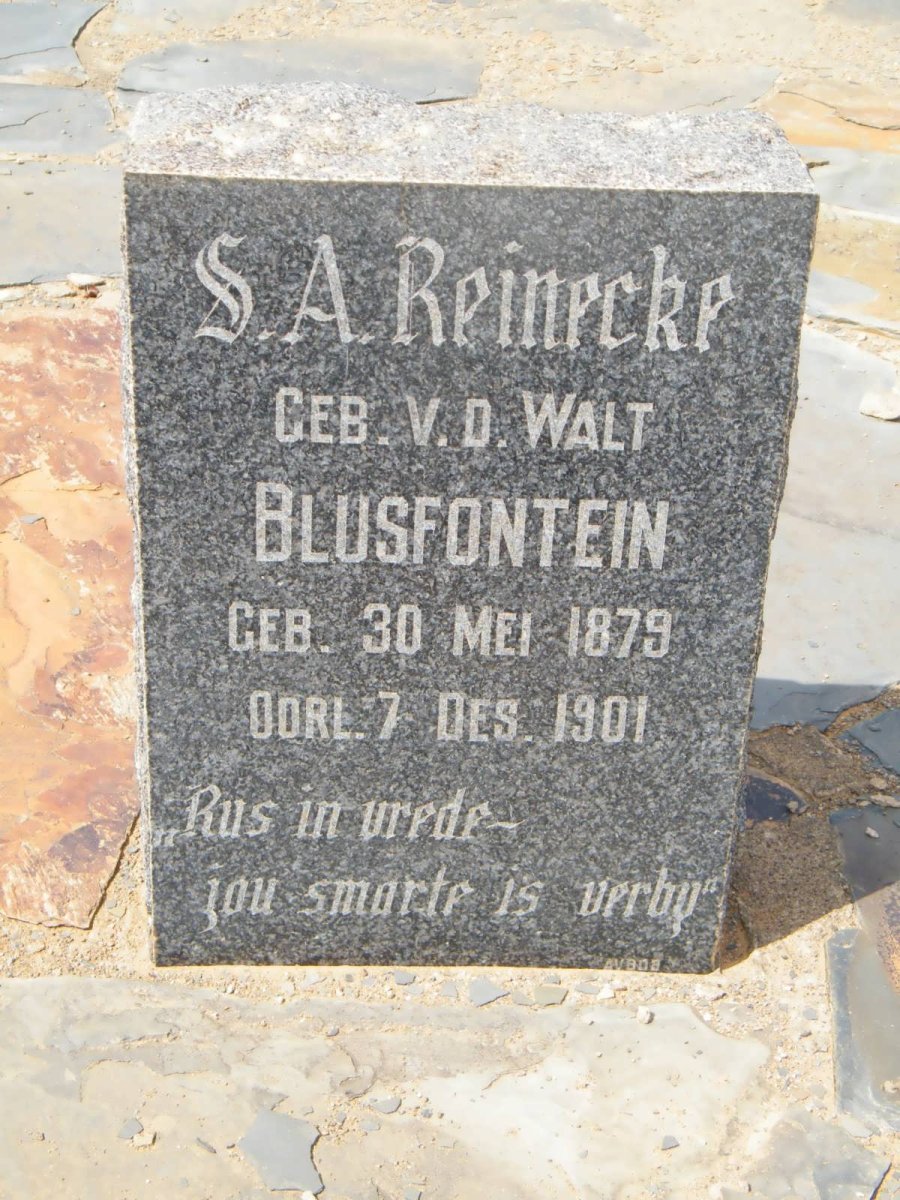 S.A. Reinecke
GEB. V.D. WALT
BLUSFONTEIN
GEB. 30 MEI 1879
OORL. 7 DES. 1901
„Rus in vrede-
jou smarte is verby"